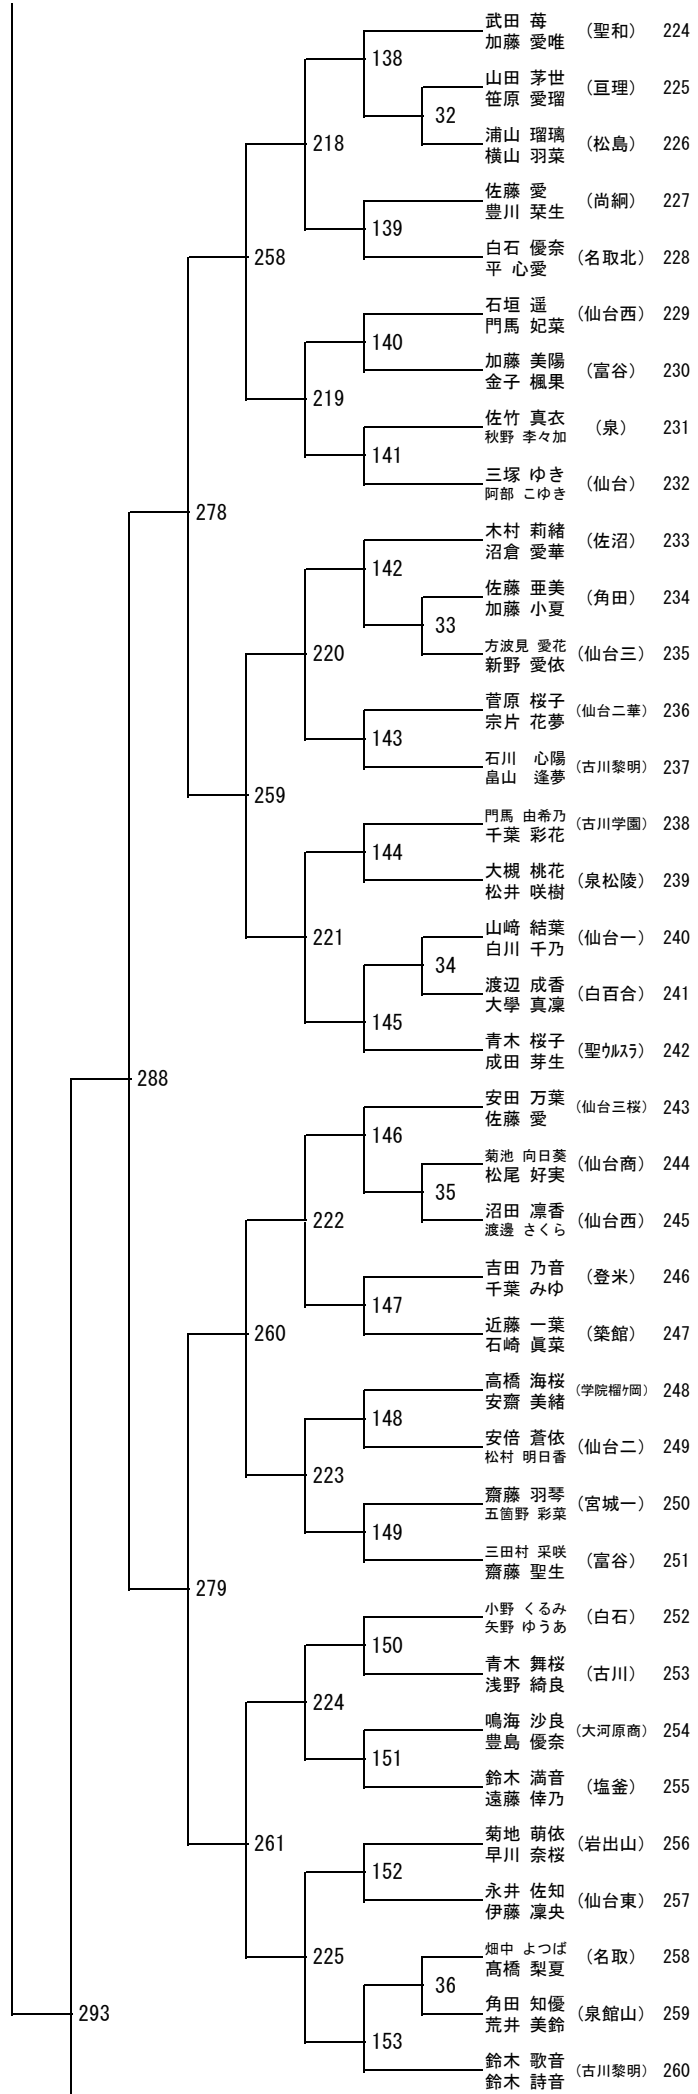 武田 苺
加藤 愛唯
(聖和) 224
138
山田 茅世
笹原 愛瑠
(亘理) 225
32
浦山 瑠璃
横山 羽菜
(松島) 226
218
佐藤 愛
豊川 栞生
(尚絅) 227
139
白石 優奈
平 心愛
(名取北) 228
258
石垣 遥
門馬 妃菜
(仙台西) 229
140
加藤 美陽
金子 楓果
(富谷) 230
219
佐竹 真衣
秋野 李々加
(泉) 231
141
三塚 ゆき
阿部 こゆき
(仙台) 232
278
木村 莉緒
沼倉 愛華
(佐沼) 233
142
佐藤 亜美
加藤 小夏
(角田) 234
33
方波見 愛花
新野 愛依
(仙台三) 235
220
菅原 桜子
宗片 花夢
(仙台二華) 236
143
石川 心陽
畠山 逢夢
(古川黎明) 237
259
門馬 由希乃
千葉 彩花
(古川学園) 238
144
大槻 桃花
松井 咲樹
(泉松陵) 239
221
山﨑 結葉
白川 千乃
(仙台一) 240
34
渡辺 成香
大學 真凜
(白百合) 241
145
青木 桜子
成田 芽生
(聖ウルスラ) 242
288
安田 万葉
佐藤 愛
(仙台三桜) 243
146
菊池 向日葵
松尾 好実
(仙台商) 244
35
沼田 凛香
渡邊 さくら
(仙台西) 245
222
吉田 乃音
千葉 みゆ
(登米) 246
147
近藤 一葉
石崎 眞菜
(築館) 247
260
高橋 海桜
安齋 美緒
(学院榴ケ岡) 248
148
安倍 蒼依
松村 明日香
(仙台二) 249
223
齋藤 羽琴
五箇野 彩菜
(宮城一) 250
149
三田村 采咲
齋藤 聖生
(富谷) 251
279
小野 くるみ
矢野 ゆうあ
(白石) 252
150
青木 舞桜
浅野 綺良
(古川) 253
224
鳴海 沙良
豊島 優奈
(大河原商) 254
151
鈴木 満音
遠藤 倖乃
(塩釜) 255
261
菊地 萌依
早川 奈桜
(岩出山) 256
152
永井 佐知
伊藤 凜央
(仙台東) 257
225
畑中 よつば
髙橋 梨夏
(名取) 258
36
角田 知優
荒井 美鈴
(泉館山) 259
293
153
鈴木 歌音
鈴木 詩音
(古川黎明) 260